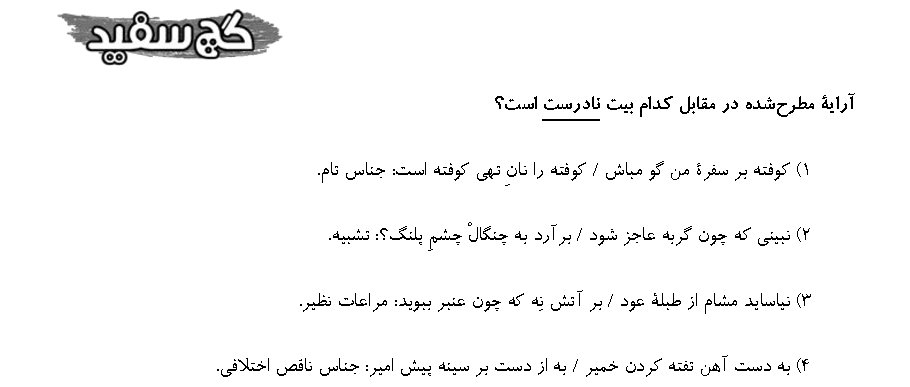 گچ سفید
آرایهٔ مطرح‌شده در مقابل کدام بیت نادرست است؟
۱) کوفته بر سفرهٔ من گو مباش / کوفته را نانِ تهی کوفته است: جناس تام.
۲) نبینی که چون گربه عاجز شود / برآرد به چنگالْ چشمِ پلنگ؟: تشبیه.
۳) نیاساید مشام از طبلهٔ عود / بر آتش نِه که چون عنبر ببوید: مراعات نظیر.
۴) به دست آهن تفته کردن خمیر / به از دست بر سینه پیش امیر: جناس ناقص اختلافی.